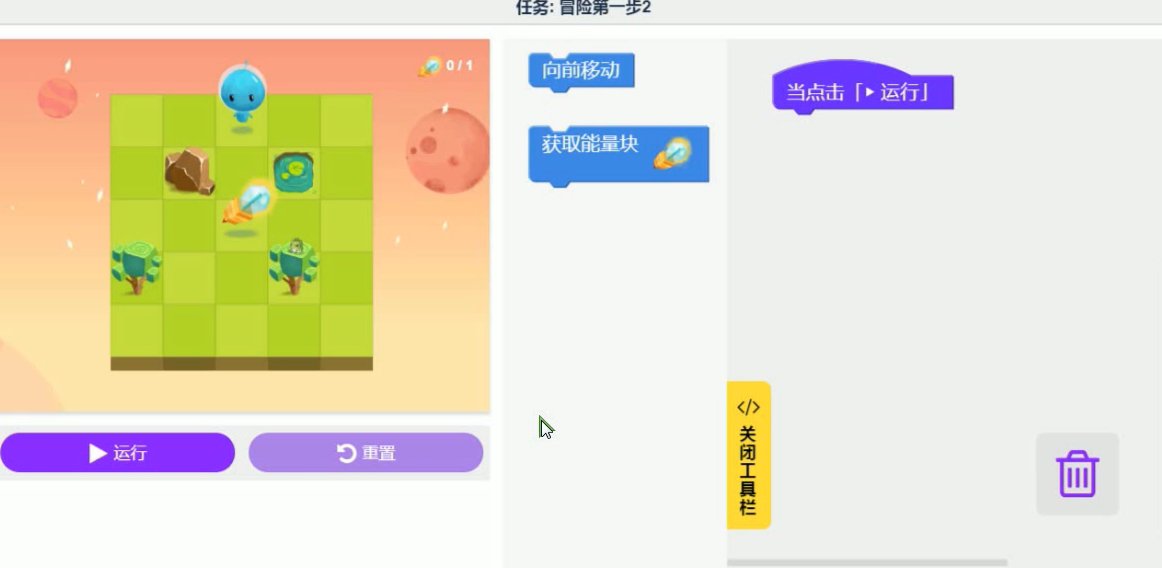 任务: 冒险第一步2
0/1
向前移动
获取能量块
当点击「▶ 运行」
运行
重置
</> 关闭工具栏